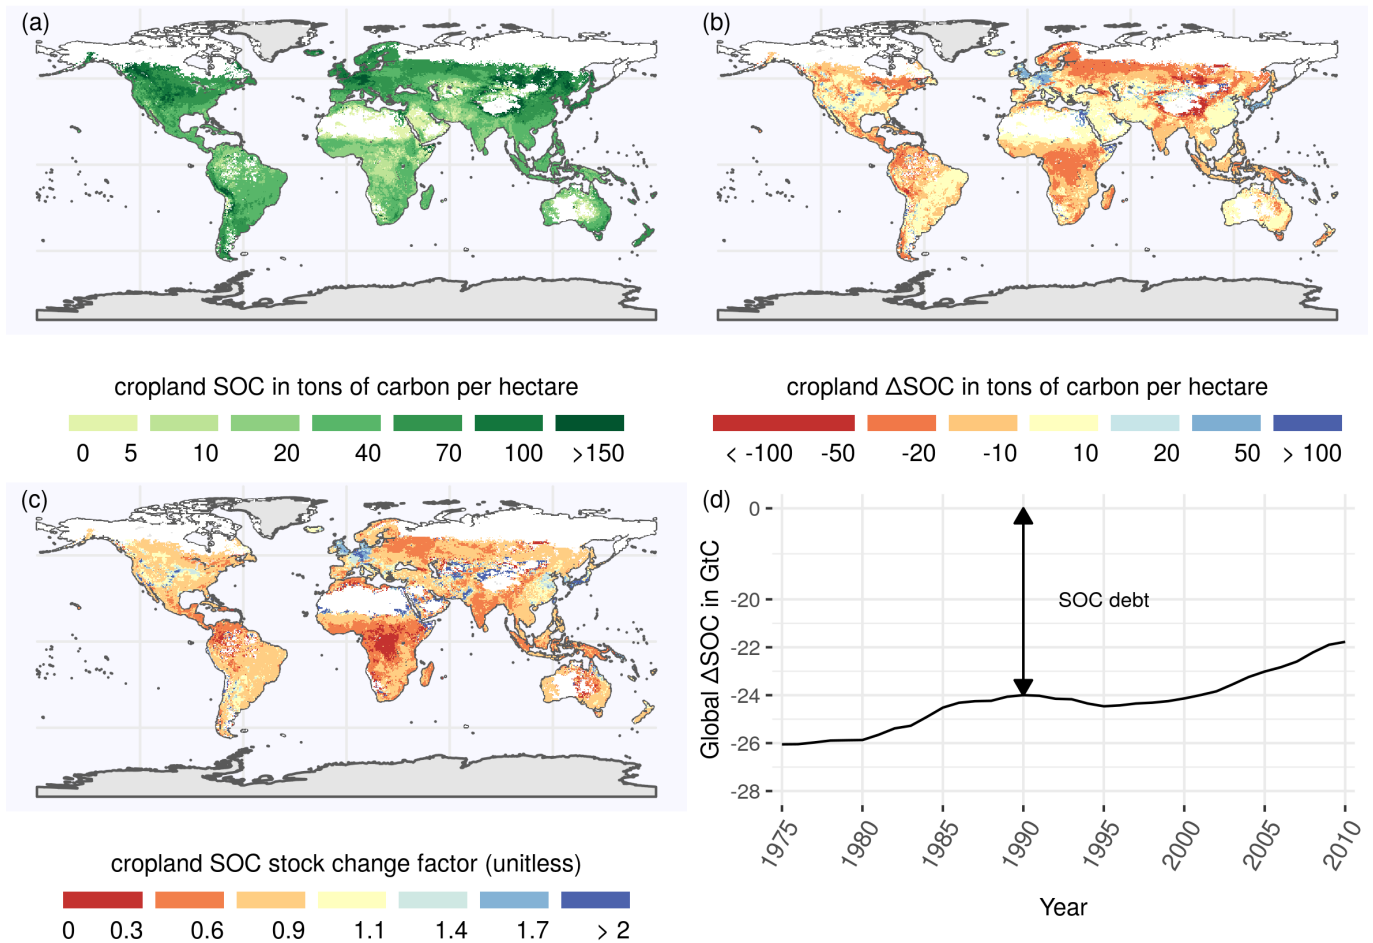 (a)
(b)
cropland SOC in tons of carbon per hectare
0 5 10 20 40 70 100 >150
cropland ΔSOC in tons of carbon per hectare
< -100 -50 -20 -10 10 20 50 > 100
(c)
(d)
cropland SOC stock change factor (unitless)
0 0.3 0.6 0.9 1.1 1.4 1.7 > 2
Global ΔSOC in GtC
0
-20
-22
-24
-26
-28
SOC debt
1975 1980 1985 1990 1995 2000 2005 2010
Year